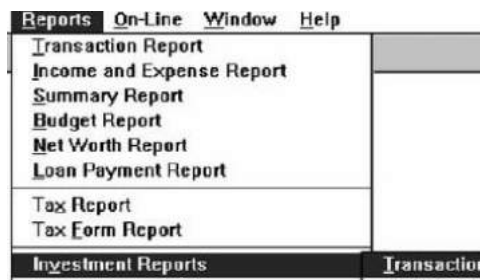 Reports On-Line Window Help
Transaction Report
Income and Expense Report
Summary Report
Budget Report
Net Worth Report
Loan Payment Report
Tax Report
Tax Form Report
Investment Reports Transaction